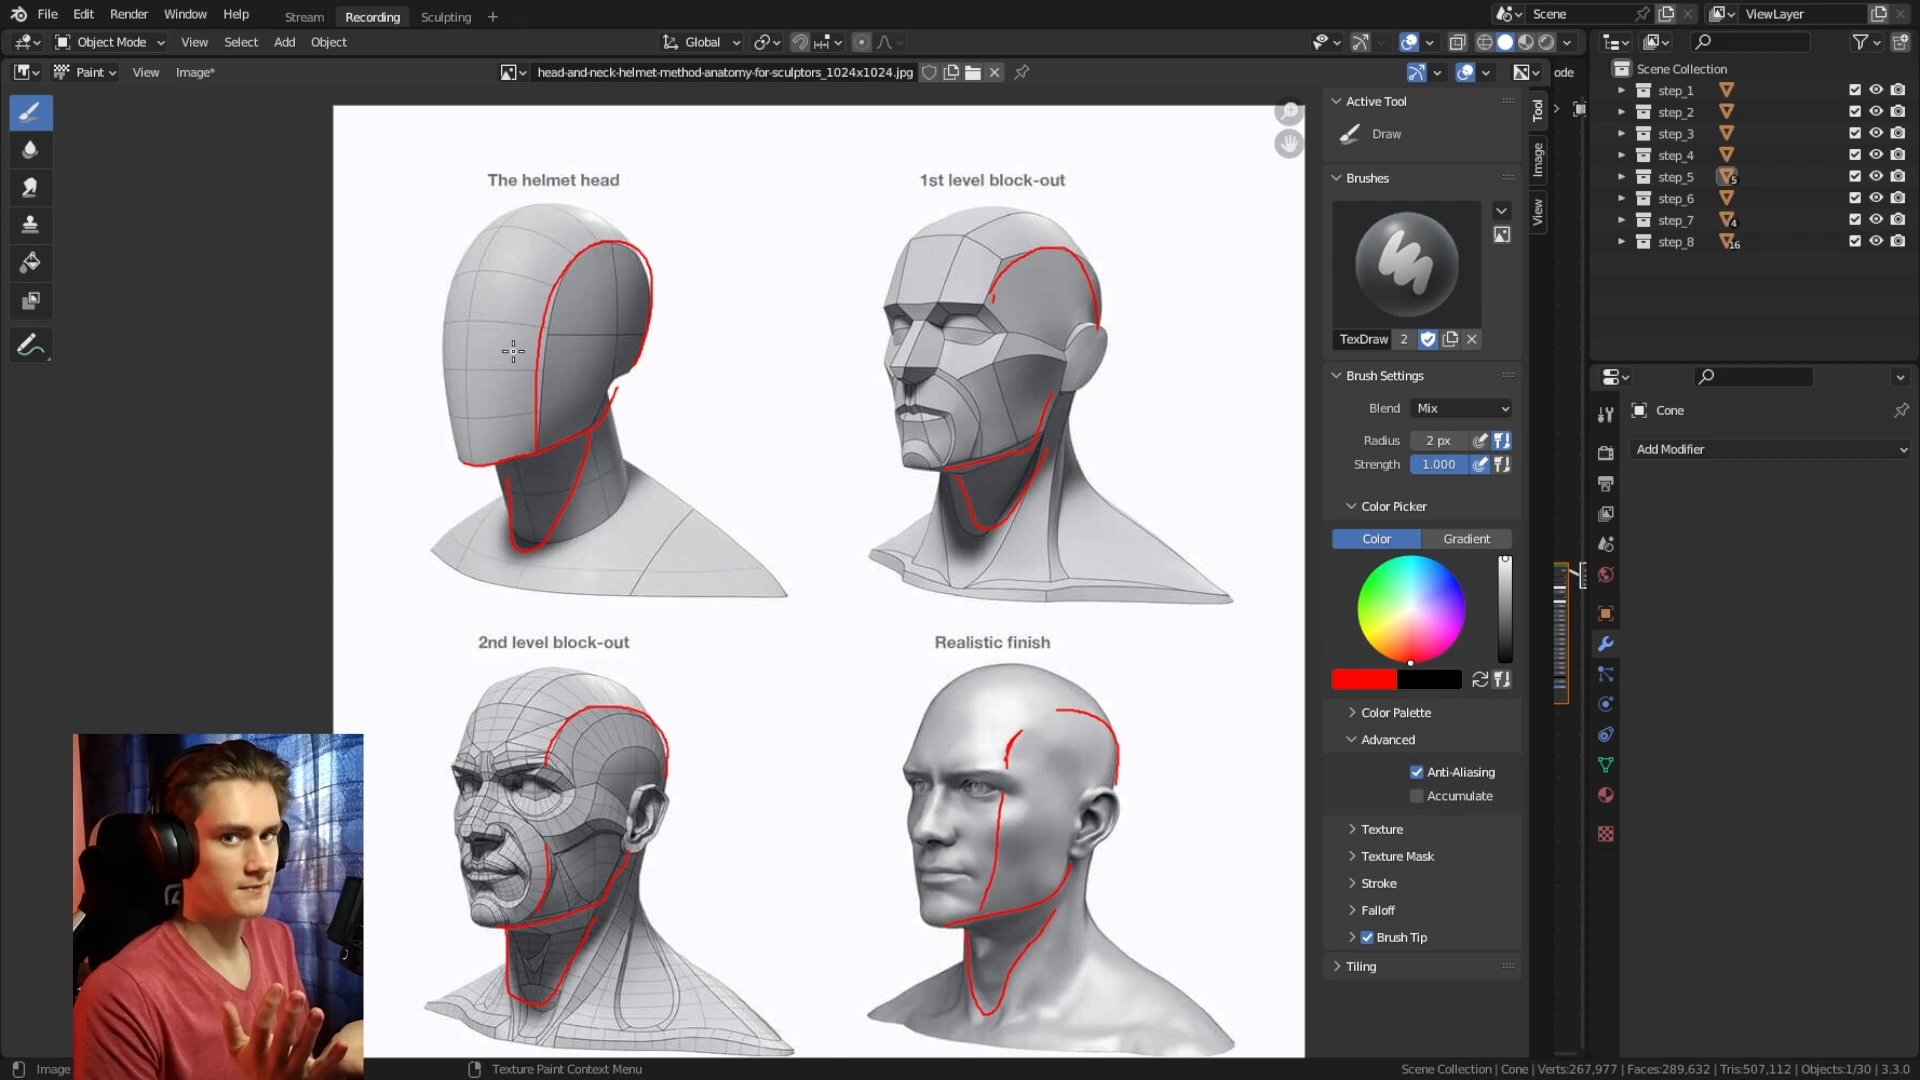 File Edit Render Window Help Stream Recording Sculpting + Scene ViewLayer
Object Mode View Select Add Object Global
Paint View Image* head-and-neck-helmet-method-anatomy-for-sculptors_1024x1024.jpg ode
Scene Collection
step_1
step_2
step_3
step_4
step_5 5
step_6
step_7 4
step_8 16
Cone
Add Modifier
The helmet head
1st level block-out
2nd level block-out
Realistic finish
Tool
Image
View
Active Tool
Draw
Brushes
TexDraw 2
Brush Settings
Blend Mix
Radius 2 px
Strength 1.000
Color Picker
Color Gradient
Color Palette
Advanced
Anti-Aliasing
Accumulate
Texture
Texture Mask
Stroke
Falloff
Brush Tip
Tiling
Image
Texture Paint Context Menu
Scene Collection | Cone | Verts:267,977 | Faces:289,632 | Tris:507,112 | Objects:1/30 | 3.3.0